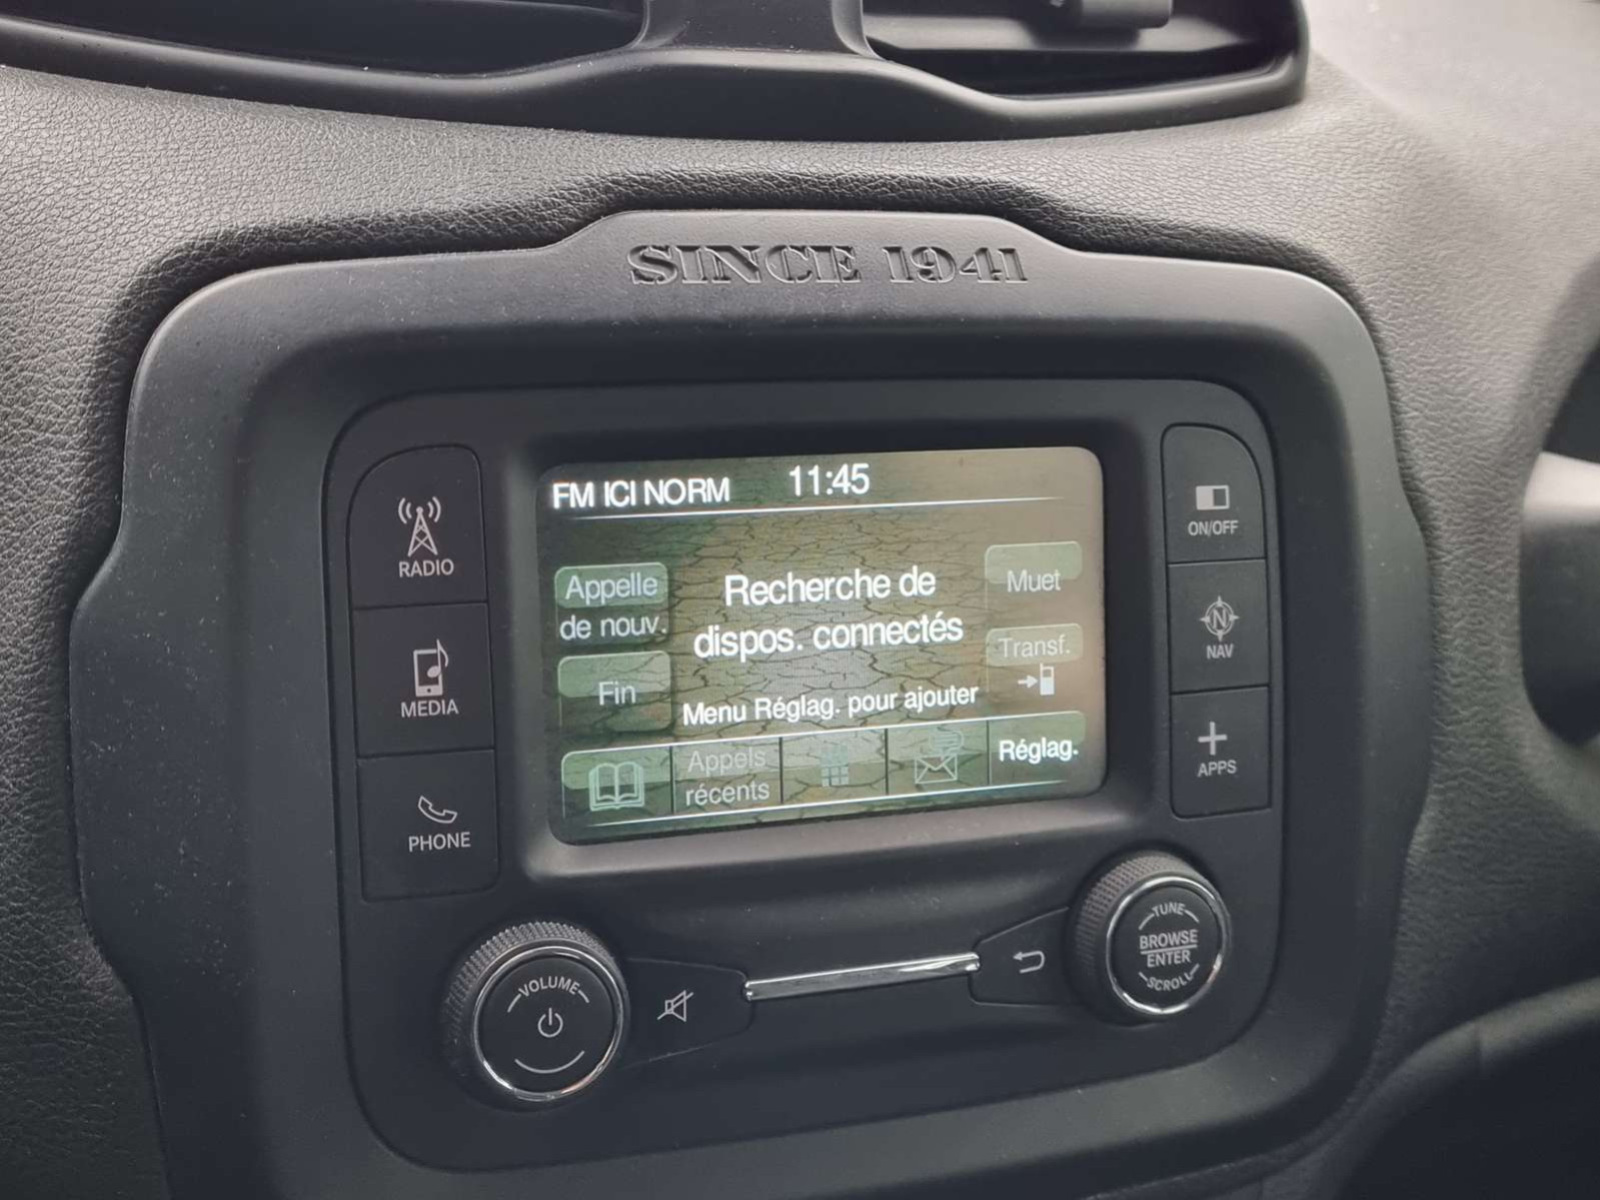 SINCE 1941
FM ICI NORM 11:45
Appelle
de nouv.
Recherche de
dispos. connectés
Muet
Transf.
Fin
Menu Réglag. pour ajouter
Appels
récents
Réglag.
RADIO
MEDIA
PHONE
ON/OFF
N
NAV
APPS
VOLUME
TUNE
BROWSE
ENTER
SCROLL